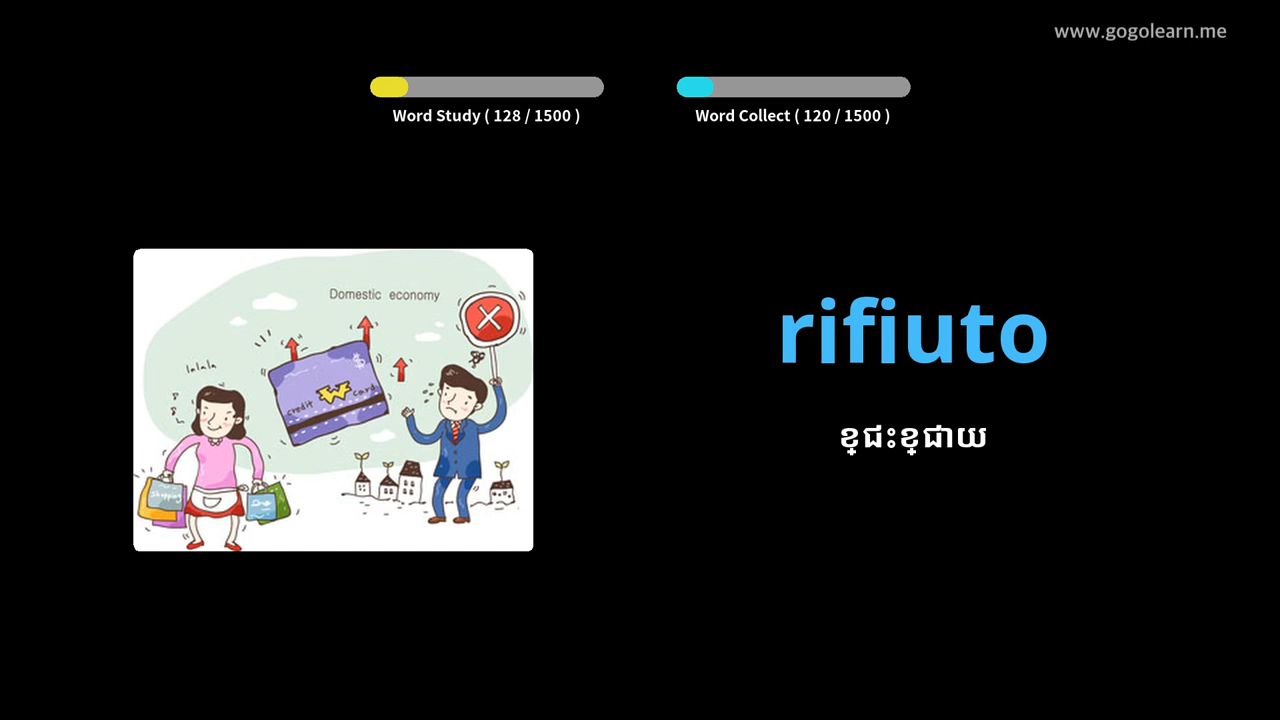 www.gogolearn.me
Word Study ( 128 / 1500 )
Word Collect ( 120 / 1500 )
Domestic economy
lalala
credit W card
$
Shopping
rifiuto
ខ្ជះខ្ជាយ